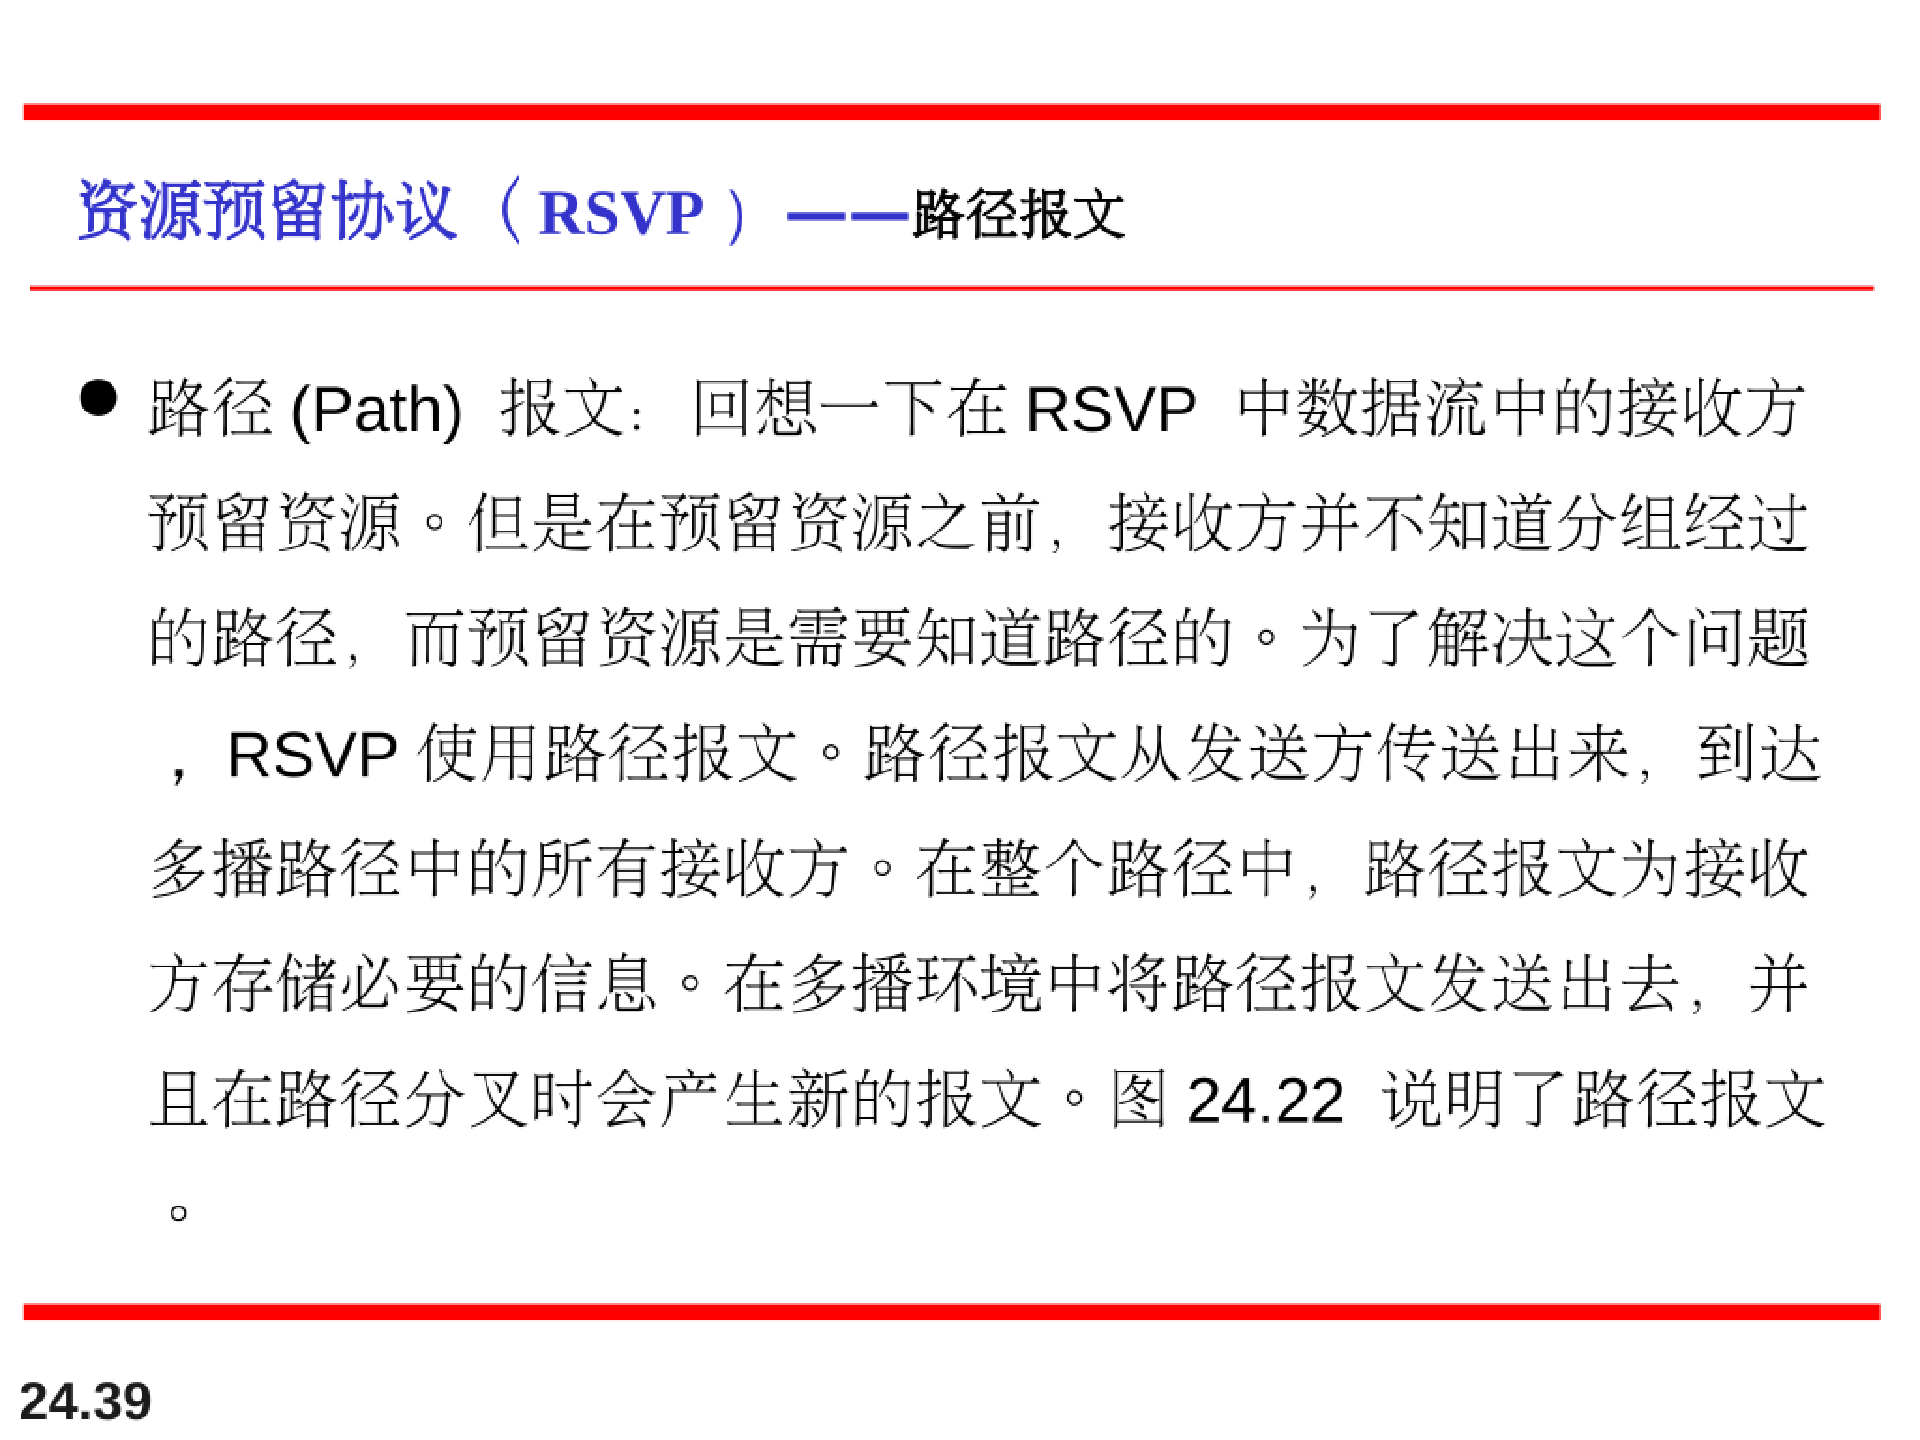 资源预留协议（RSVP）——路径报文
● 路径 (Path) 报文：回想一下在 RSVP 中数据流中的接收方
预留资源。但是在预留资源之前，接收方并不知道分组经过
的路径，而预留资源是需要知道路径的。为了解决这个问题
，RSVP 使用路径报文。路径报文从发送方传送出来，到达
多播路径中的所有接收方。在整个路径中，路径报文为接收
方存储必要的信息。在多播环境中将路径报文发送出去，并
且在路径分叉时会产生新的报文。图 24.22 说明了路径报文
。
24.39